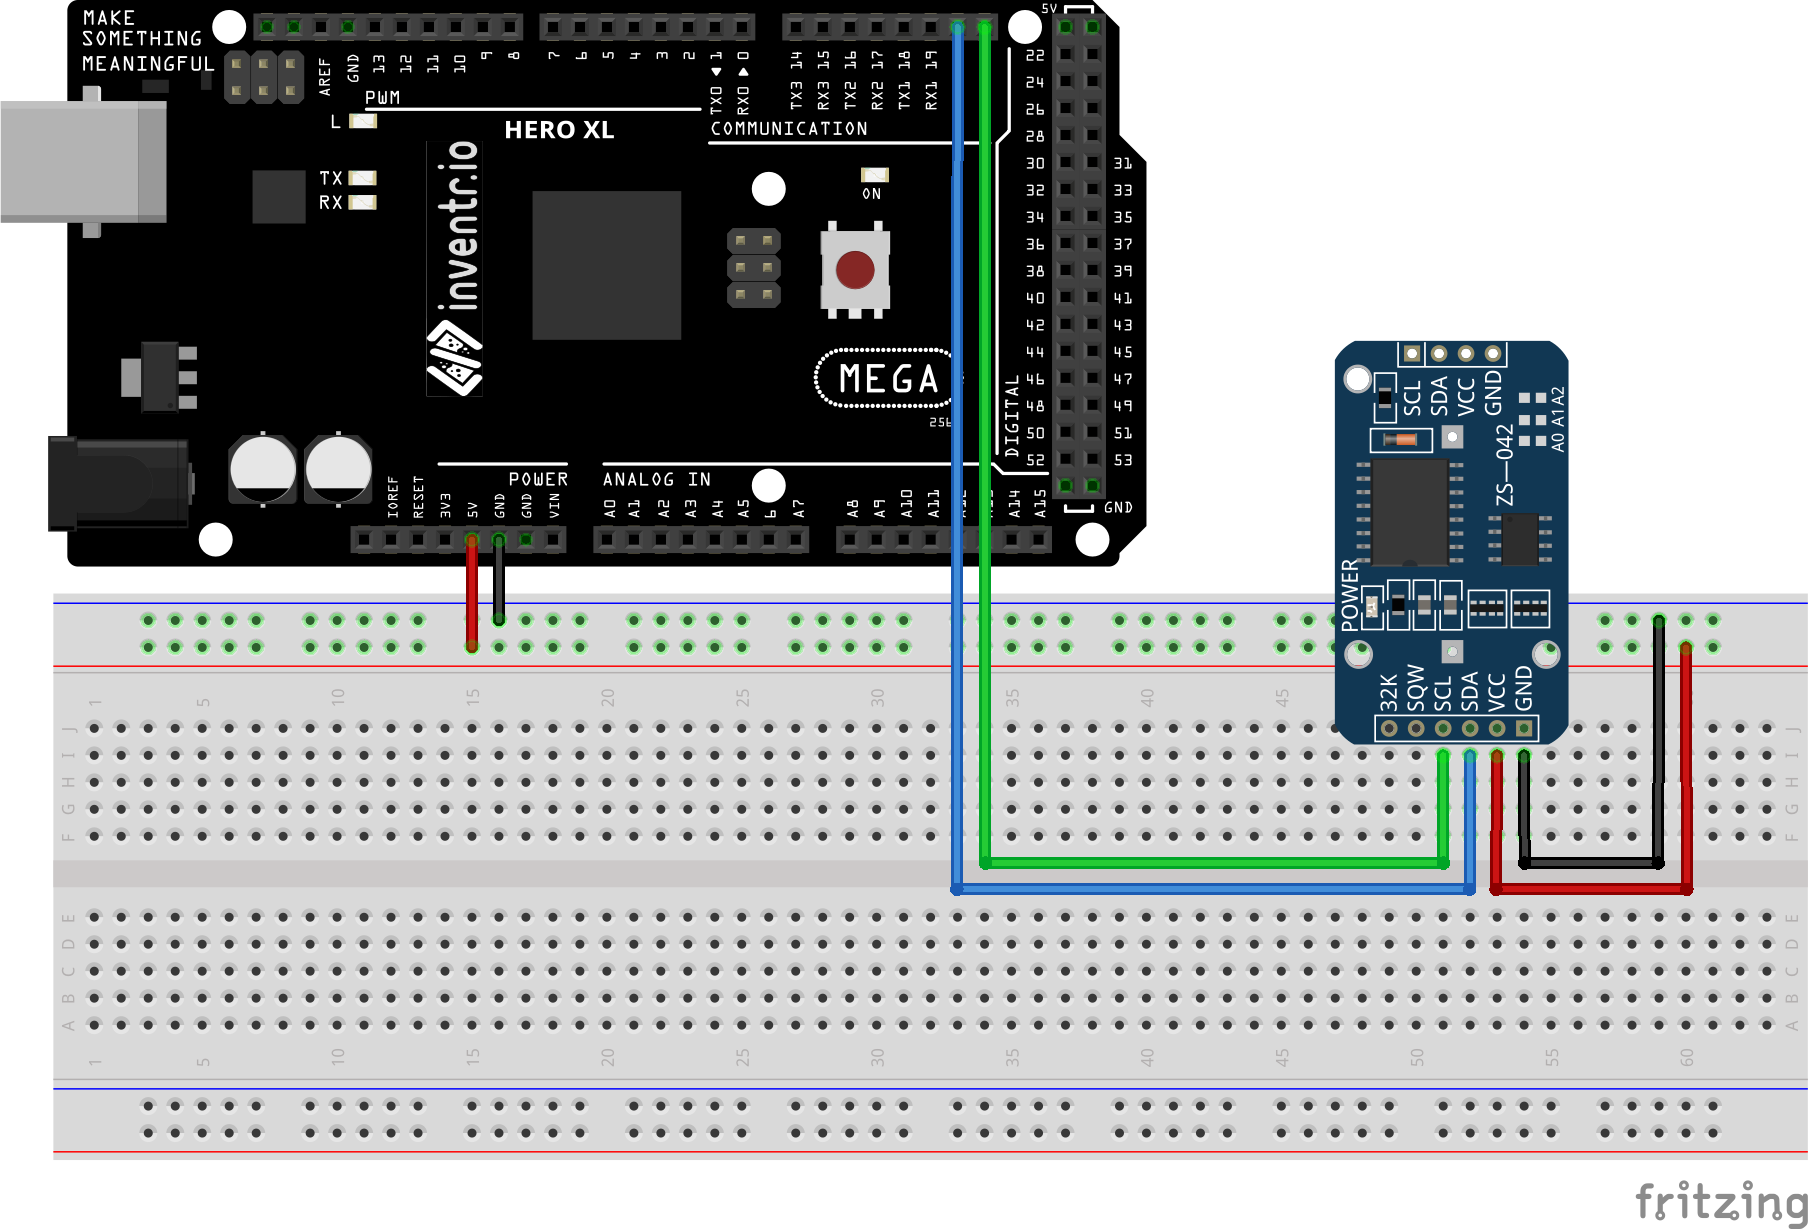 MAKE
SOMETHING
MEANINGFUL
AREF
GND
13
12
11
10
9
8
7
6
5
4
3
2
TX0 1
RX0 0
TX3 14
RX3 15
TX2 16
RX2 17
TX1 18
RX1 19
5V
PWM
COMMUNICATION
L
TX
RX
HERO XL
inventr.io
ON
MEGA
256
DIGITAL
22
24
26
28
30 31
32 33
34 35
36 37
38 39
40 41
42 43
44 45
46 47
48 49
50 51
52 53
GND
POWER
ANALOG IN
IOREF
RESET
3V3
5V
GND
GND
VIN
A0
A1
A2
A3
A4
A5
6
A7
A8
A9
A10
A11
A14
A15
SCL
SDA
VCC
GND
A0 A1 A2
ZS-042
POWER
32K
SQW
SCL
SDA
VCC
GND
1 5 10 15 20 25 30 35 40 45
J J
I I
H H
G G
F F
E E
D D
C C
B B
A A
1 5 10 15 20 25 30 35 40 45 50 55 60
fritzing